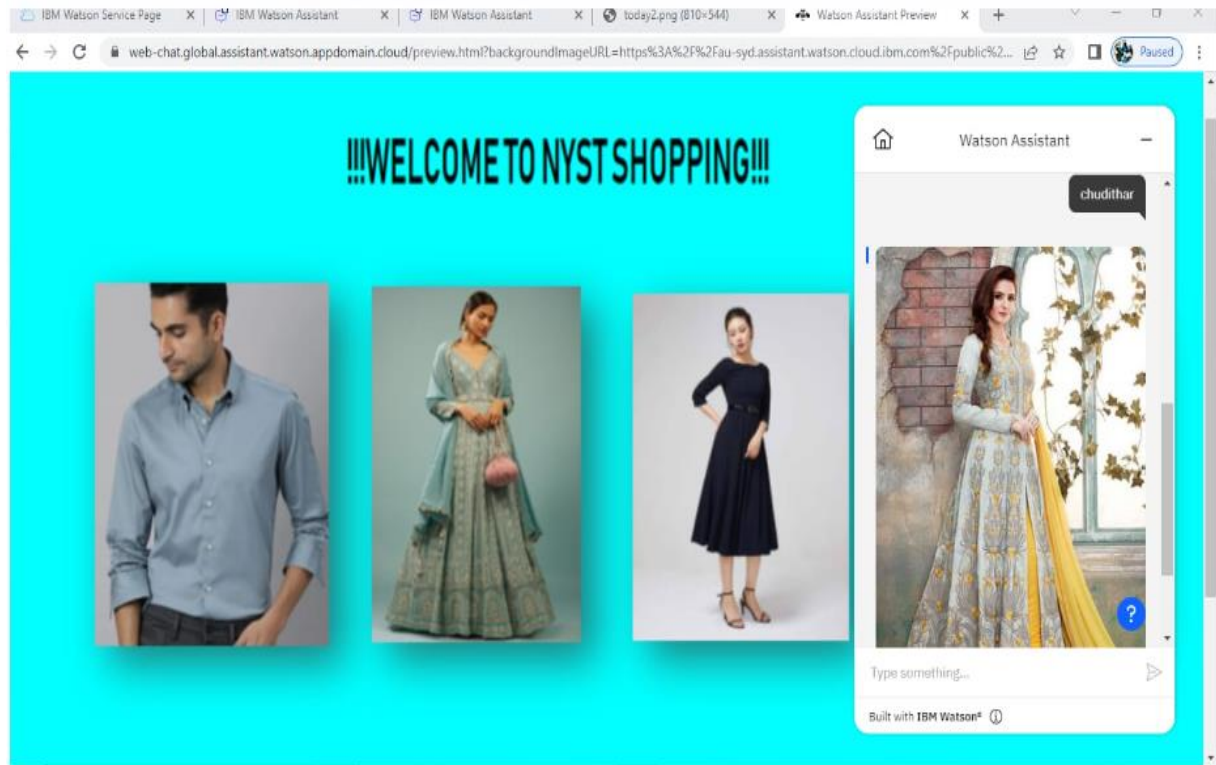 IBM Watson Service Page
IBM Watson Assistant
IBM Watson Assistant
today2.png (810×544)
Watson Assistant Preview
web-chat.global.assistant.watson.appdomain.cloud/preview.html?backgroundImageURL=https%3A%2F%2Fau-syd.assistant.watson.cloud.ibm.com%2Fpublic%2...
Paused
!!!WELCOME TO NYST SHOPPING!!!
Watson Assistant
chudithar
?
Type something...
Built with IBM Watson®